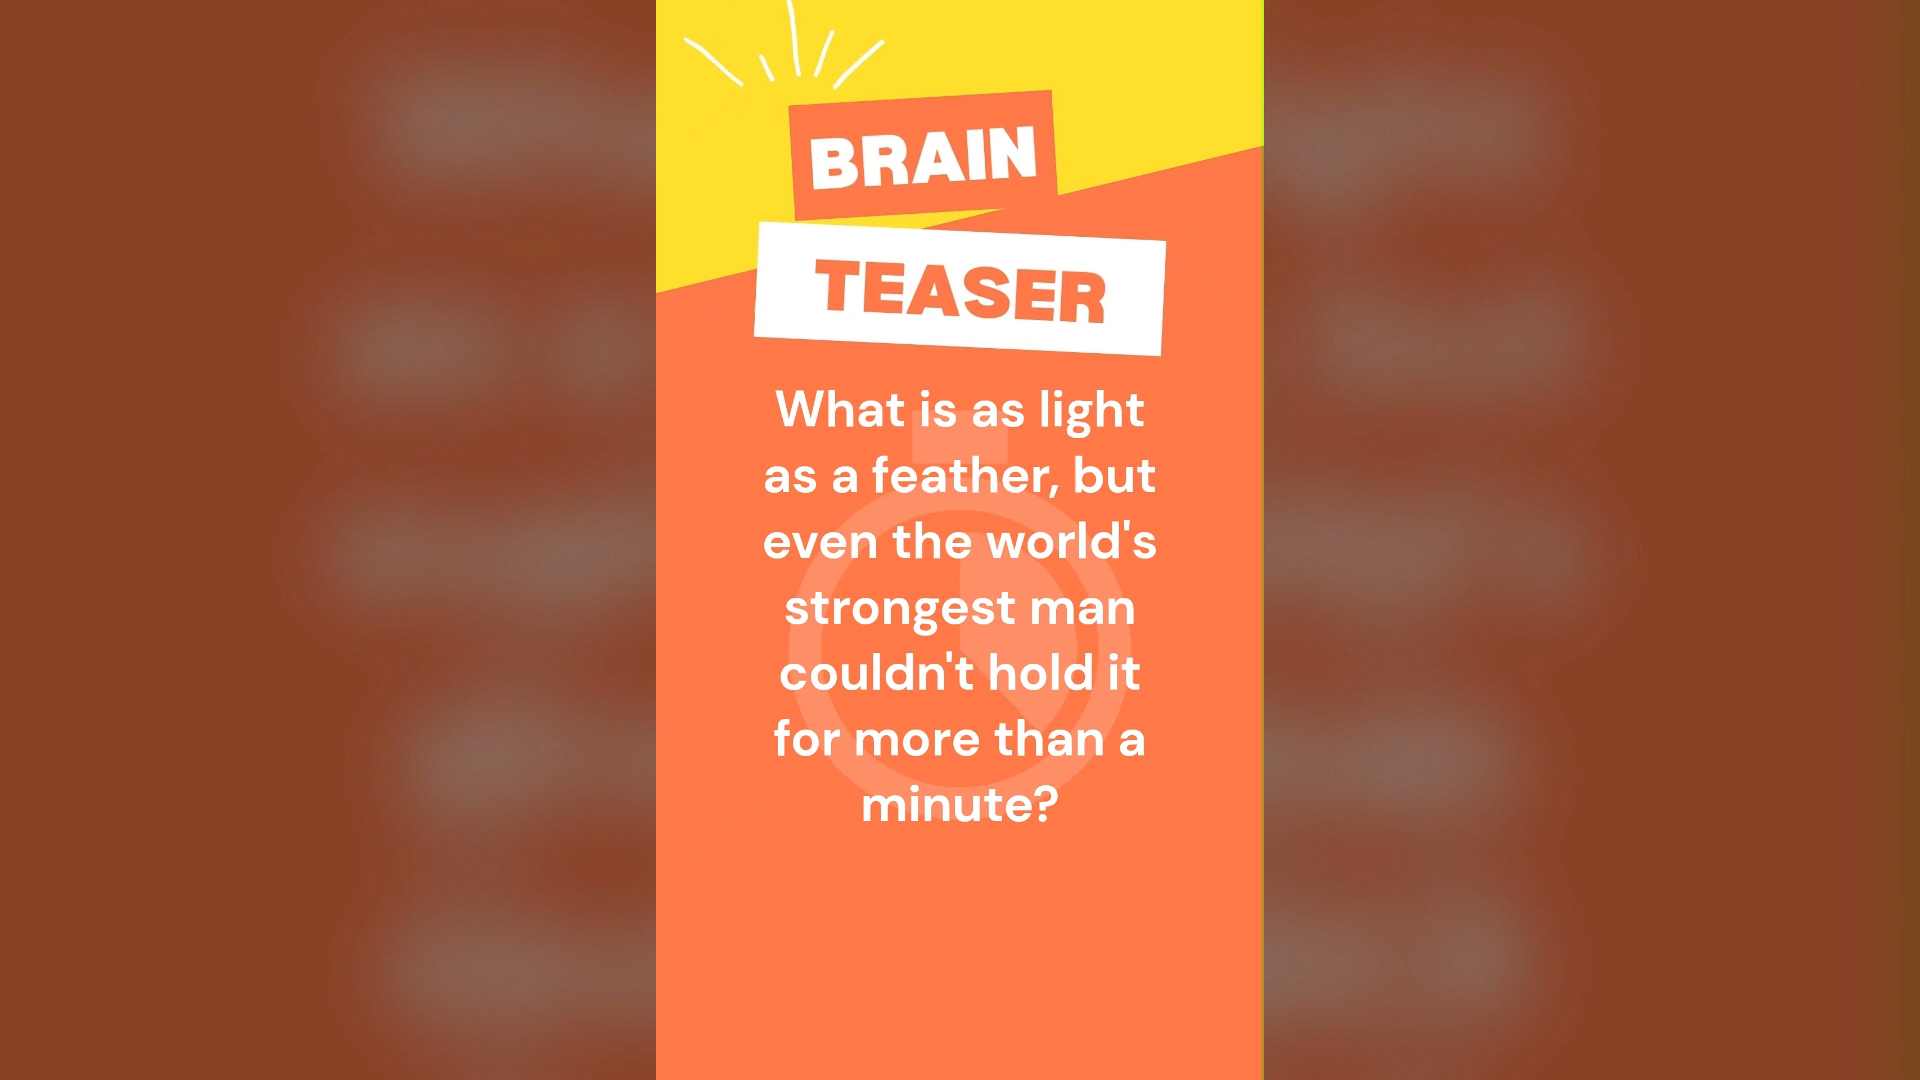 BRAIN
TEASER
What is as light
as a feather, but
even the world's
strongest man
couldn't hold it
for more than a
minute?